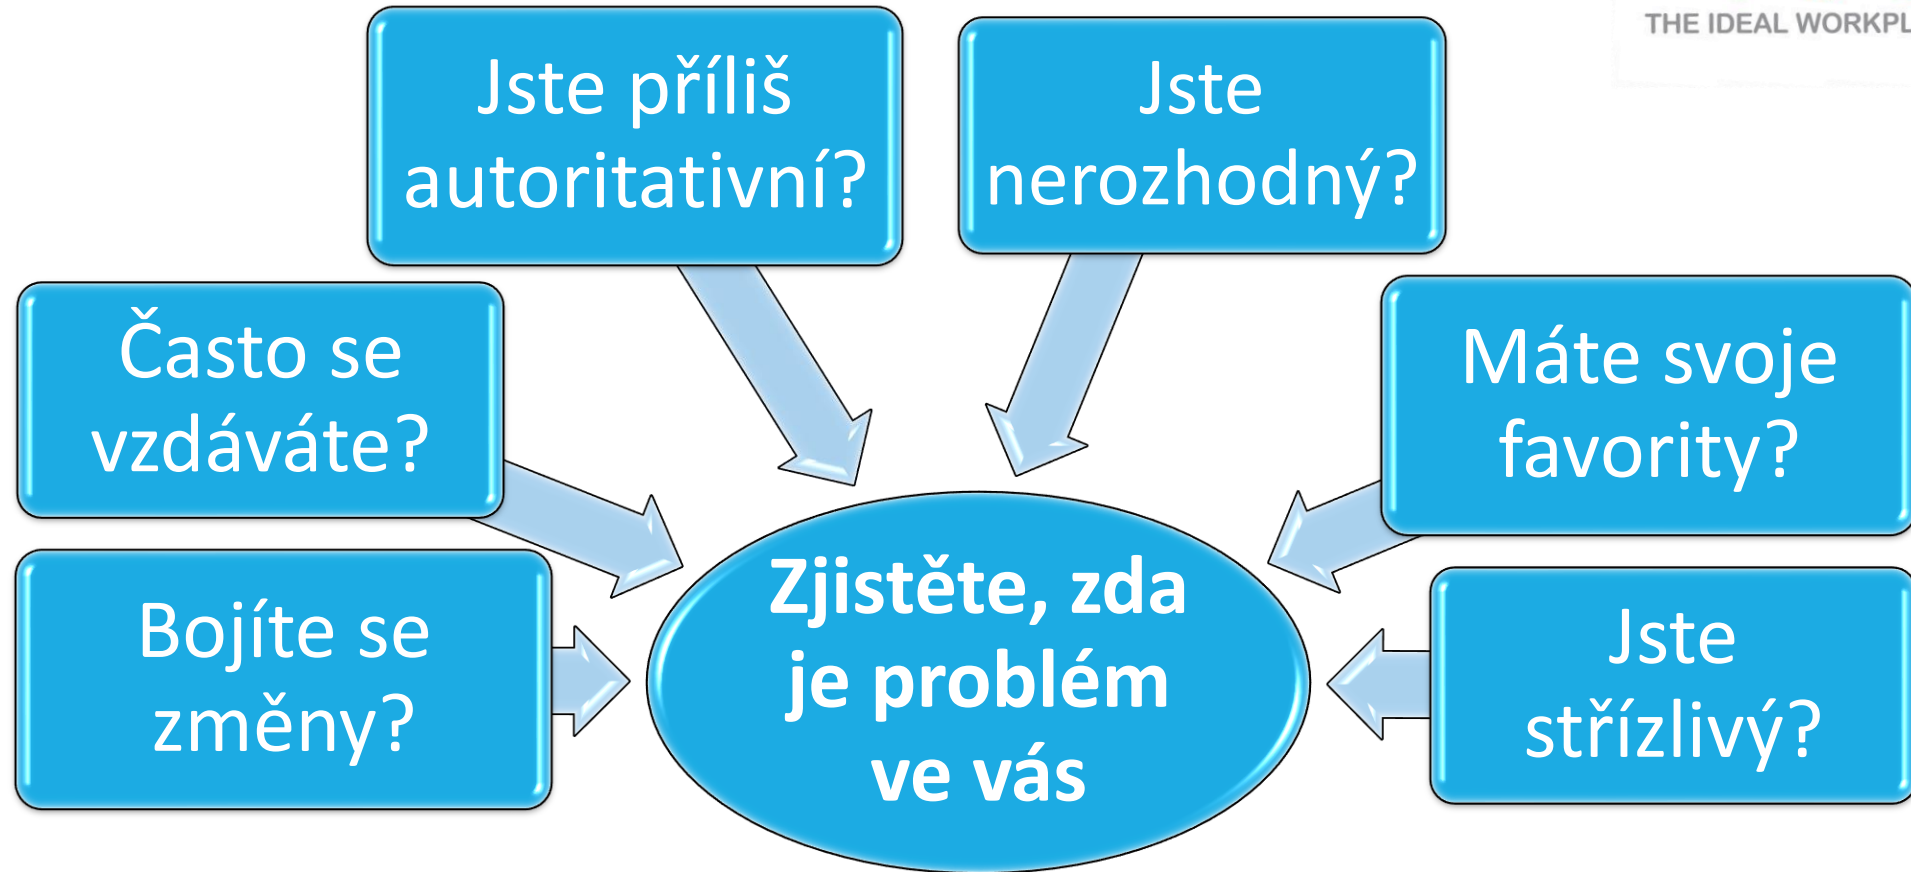 THE IDEAL WORKPL
Jste příliš
autoritativní?
Jste
nerozhodný?
Často se
vzdáváte?
Máte svoje
favority?
Bojíte se
změny?
Zjistěte, zda
je problém
ve vás
Jste
střízlivý?